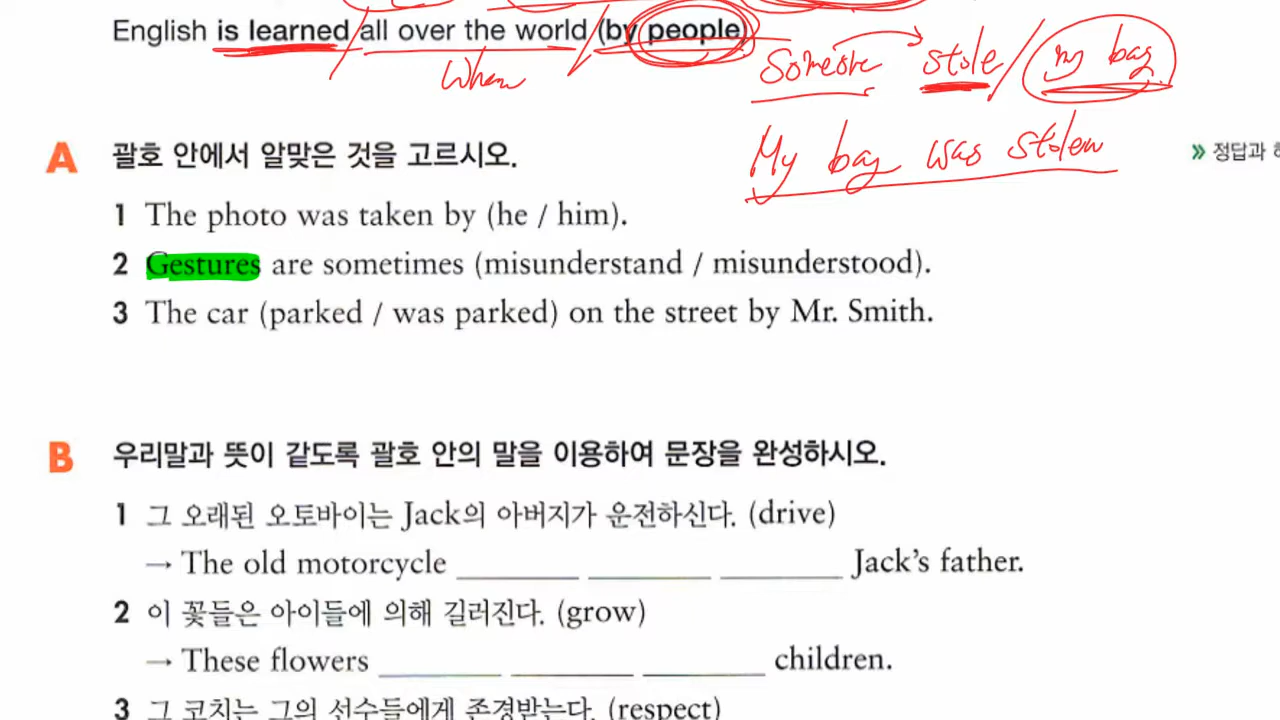 English is learned all over the world (by people)
When
Someone stole / my bag
My bag was stolen
A 괄호 안에서 알맞은 것을 고르시오.
» 정답과 해
1 The photo was taken by (he / him).
2 Gestures are sometimes (misunderstand / misunderstood).
3 The car (parked / was parked) on the street by Mr. Smith.
B 우리말과 뜻이 같도록 괄호 안의 말을 이용하여 문장을 완성하시오.
1 그 오래된 오토바이는 Jack의 아버지가 운전하신다. (drive)
→ The old motorcycle ______ ______ ______ Jack's father.
2 이 꽃들은 아이들에 의해 길러진다. (grow)
→ These flowers ______ ______ ______ children.
3 그 코치는 그의 선수들에게 존경받는다. (respect)